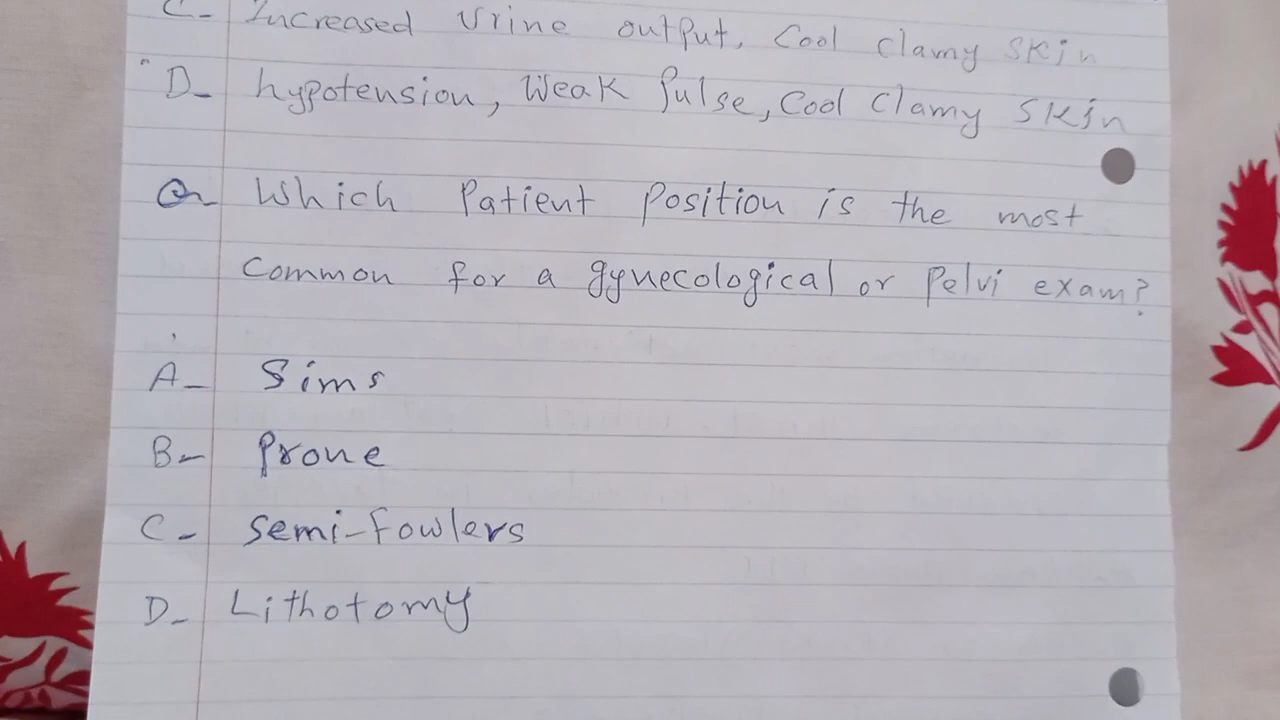 C- Increased Urine output, Cool Clamy Skin
D- hypotension, Weak Pulse, Cool Clamy Skin
Q Which Patient Position is the most
Common for a gynecological or Pelvi exam?
A- Sims
B- Prone
C- Semi-Fowlers
D- Lithotomy